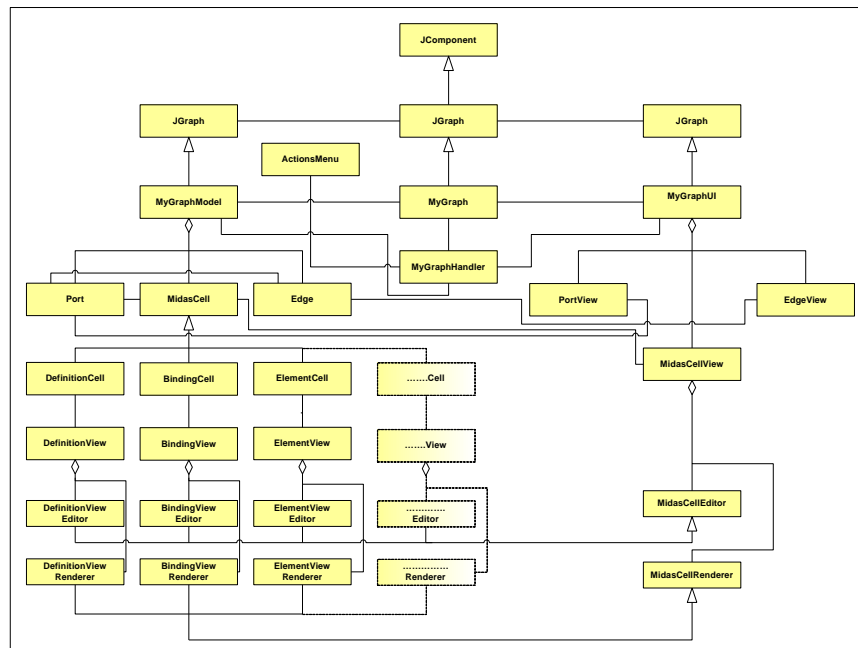 JComponent
JGraph
JGraph
JGraph
ActionsMenu
MyGraphModel
MyGraph
MyGraphUI
MyGraphHandler
Port
MidasCell
Edge
PortView
EdgeView
DefinitionCell
BindingCell
ElementCell
.......Cell
MidasCellView
DefinitionView
BindingView
ElementView
.......View
DefinitionView
Editor
BindingView
Editor
ElementView
Editor
.............
Editor
MidasCellEditor
DefinitionView
Renderer
BindingView
Renderer
ElementView
Renderer
...............
Renderer
MidasCellRenderer